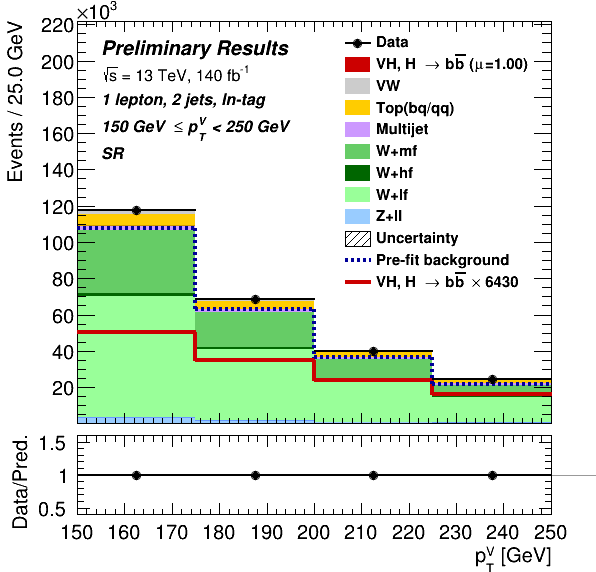 220 ×10³
200
180
160
140
120
100
80
60
40
20
Events / 25.0 GeV
Preliminary Results
√s = 13 TeV, 140 fb⁻¹
1 lepton, 2 jets, ln-tag
150 GeV ≤ p_T^V < 250 GeV
SR
Data
VH, H → bb̅ (μ=1.00)
VW
Top(bq/qq)
Multijet
W+mf
W+hf
W+lf
Z+ll
Uncertainty
Pre-fit background
VH, H → bb̅ × 6430
Data/Pred.
1.5
1
0.5
150 160 170 180 190 200 210 220 230 240 250
p_T^V [GeV]